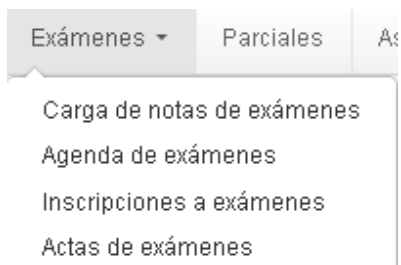 Exámenes Parciales
Carga de notas de exámenes
Agenda de exámenes
Inscripciones a exámenes
Actas de exámenes